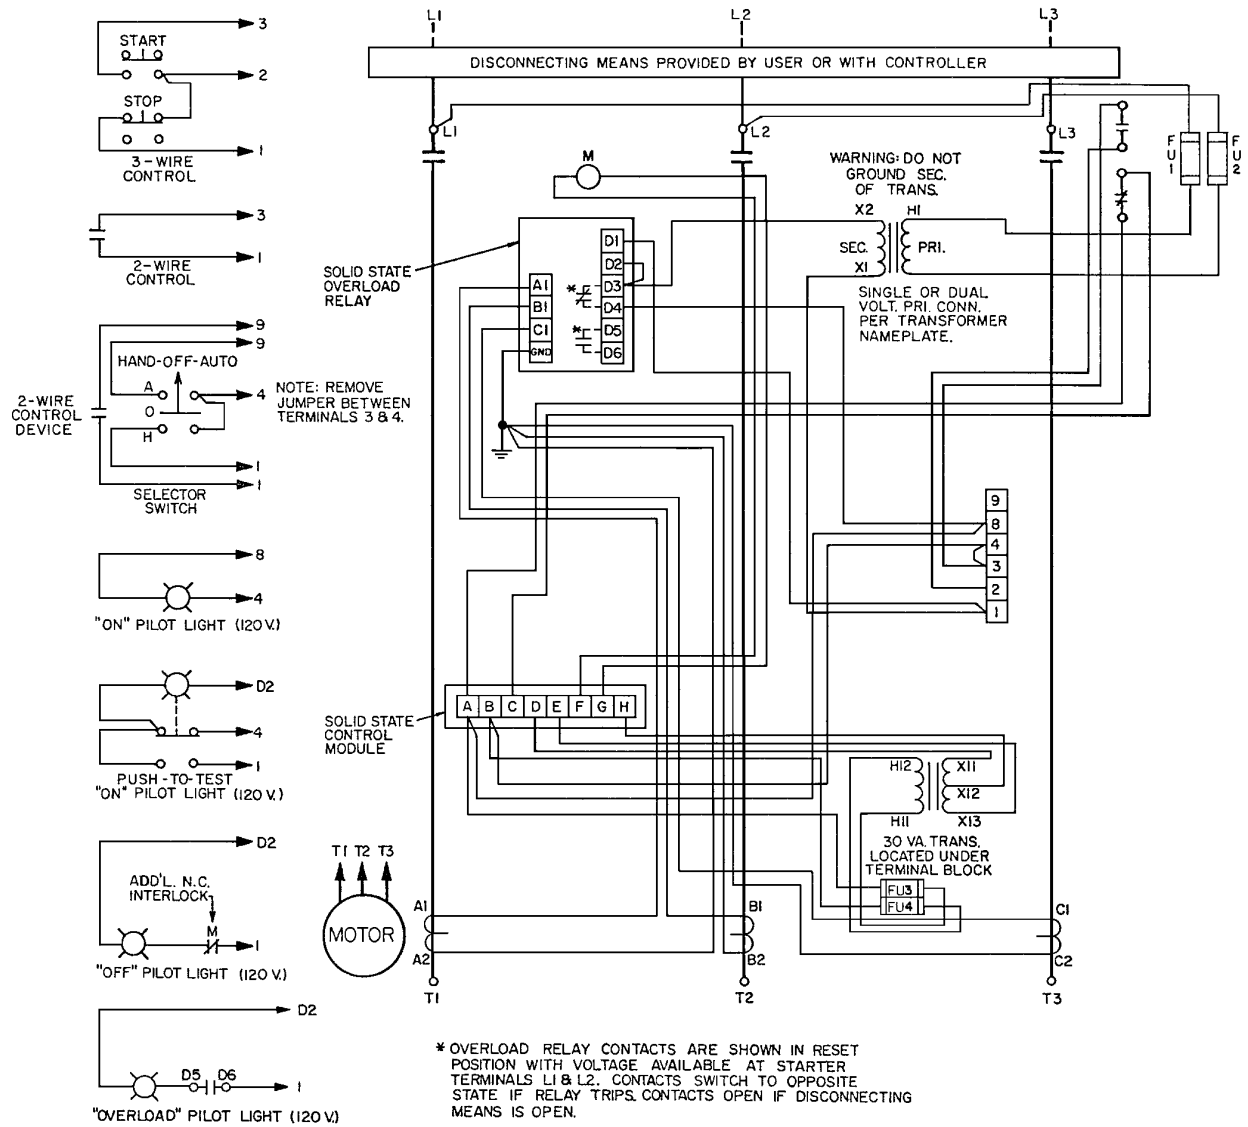 L1
L2
L3
DISCONNECTING MEANS PROVIDED BY USER OR WITH CONTROLLER
3
START
2
STOP
1
3-WIRE
CONTROL
3
1
2-WIRE
CONTROL
9
9
HAND-OFF-AUTO
A
4
O
H
2-WIRE
CONTROL
DEVICE
1
1
SELECTOR
SWITCH
NOTE: REMOVE
JUMPER BETWEEN
TERMINALS 3 & 4.
8
4
"ON" PILOT LIGHT (120 V.)
D2
4
1
PUSH-TO-TEST
"ON" PILOT LIGHT (120 V.)
D2
ADD'L. N.C.
INTERLOCK
M
1
"OFF" PILOT LIGHT (120 V.)
D2
D5 D6
1
"OVERLOAD" PILOT LIGHT (120 V.)
L1
L2
L3
M
WARNING: DO NOT
GROUND SEC.
OF TRANS.
X2
H1
SEC.
PRI.
X1
SINGLE OR DUAL
VOLT. PRI. CONN.
PER TRANSFORMER
NAMEPLATE.
FU1
FU2
SOLID STATE
OVERLOAD
RELAY
A1
B1
C1
GND
D1
D2
* D3
D4
* D5
D6
9
8
4
3
2
1
SOLID STATE
CONTROL
MODULE
A B C D E F G H
H12
X11
X12
H11
X13
30 VA. TRANS.
LOCATED UNDER
TERMINAL BLOCK
FU3
FU4
T1 T2 T3
MOTOR
A1
A2
B1
B2
C1
C2
T1
T2
T3
* OVERLOAD RELAY CONTACTS ARE SHOWN IN RESET
POSITION WITH VOLTAGE AVAILABLE AT STARTER
TERMINALS L1 & L2. CONTACTS SWITCH TO OPPOSITE
STATE IF RELAY TRIPS. CONTACTS OPEN IF DISCONNECTING
MEANS IS OPEN.